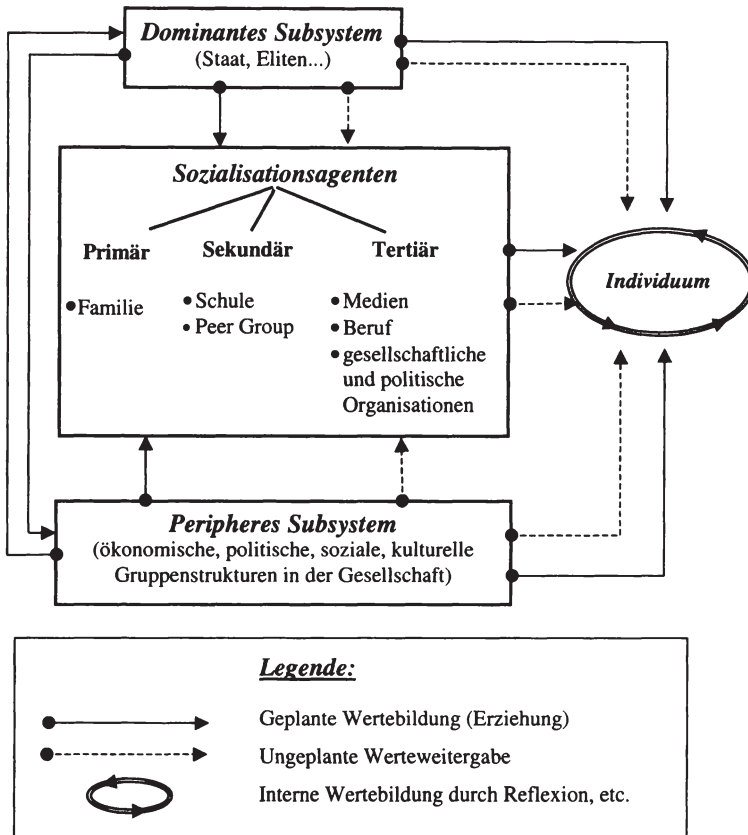 Dominantes Subsystem
(Staat, Eliten...)
Sozialisationsagenten
Primär
Sekundär
Tertiär
• Familie
• Schule
• Peer Group
• Medien
• Beruf
• gesellschaftliche
und politische
Organisationen
Individuum
Peripheres Subsystem
(ökonomische, politische, soziale, kulturelle
Gruppenstrukturen in der Gesellschaft)
Legende:
Geplante Wertebildung (Erziehung)
Ungeplante Werteweitergabe
Interne Wertebildung durch Reflexion, etc.